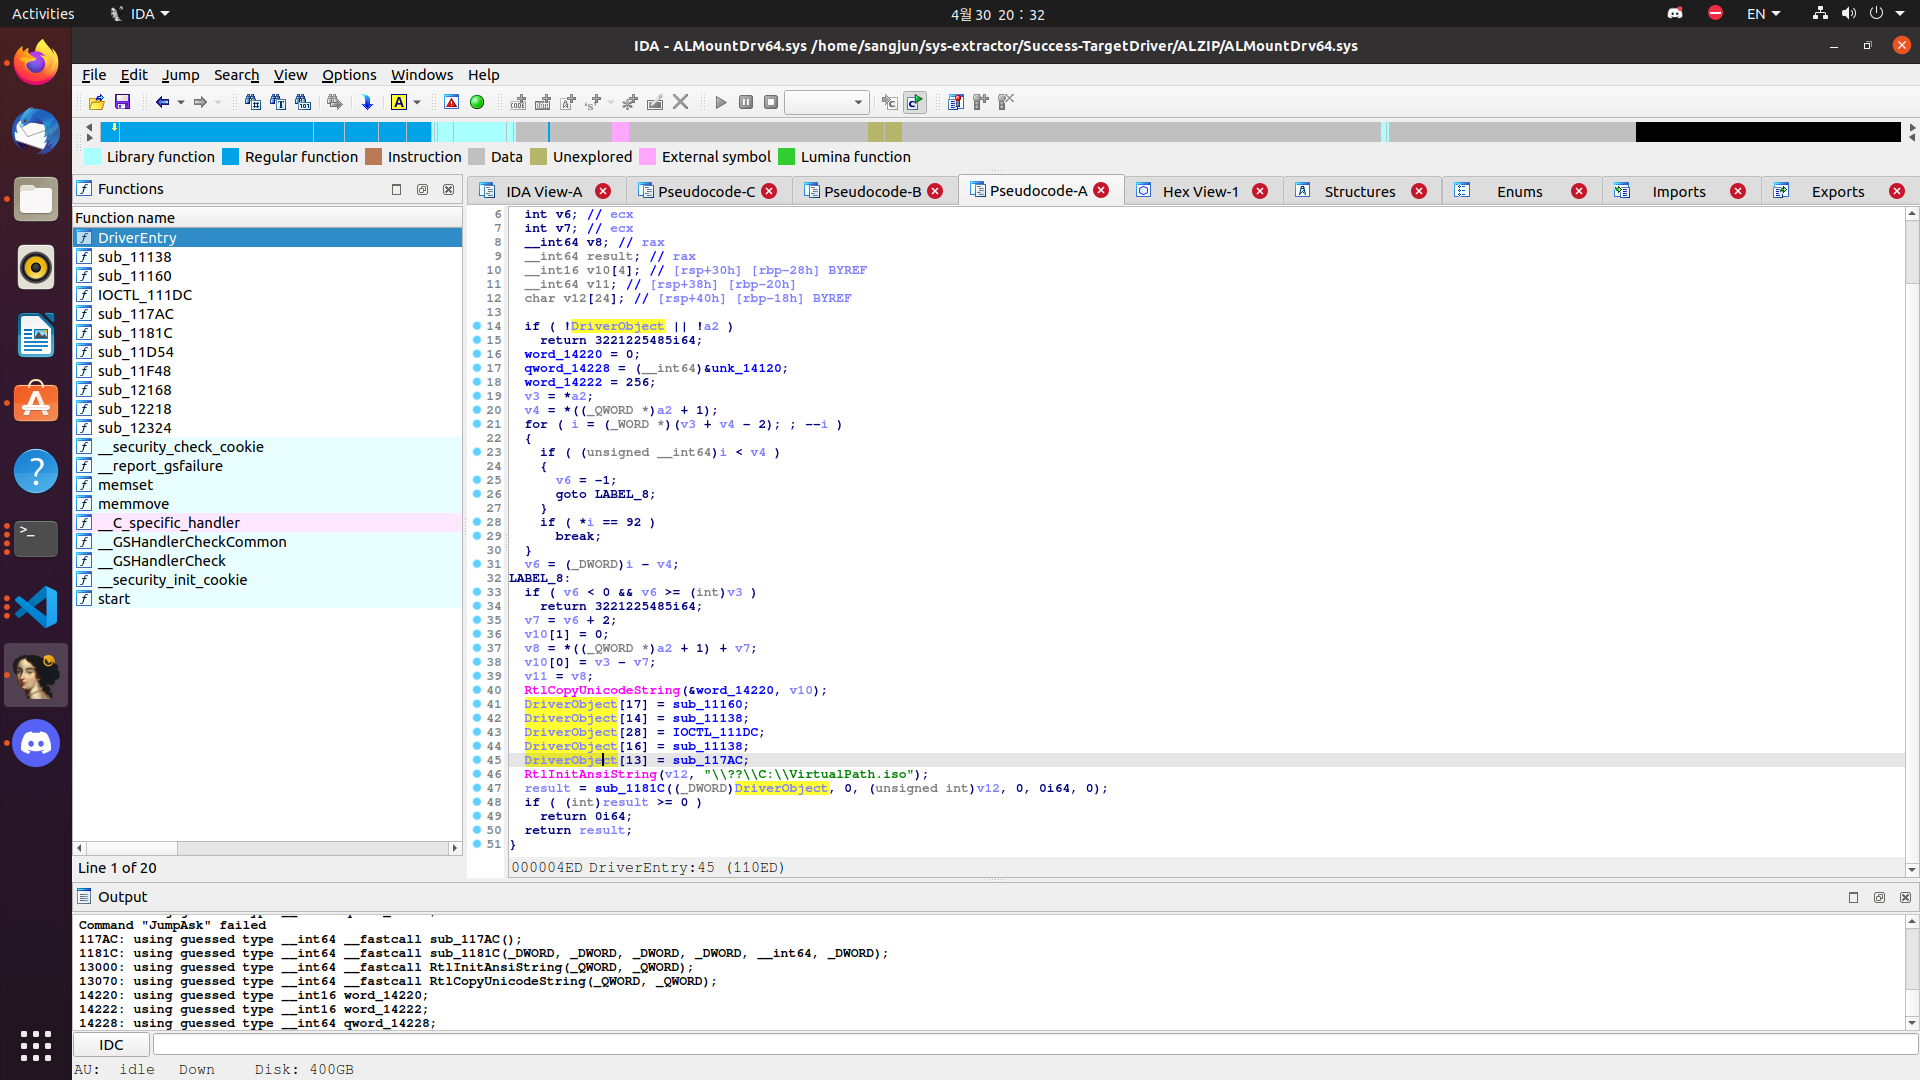 Activities IDA 4월 30 20 : 32 EN
IDA - ALMountDrv64.sys /home/sangjun/sys-extractor/Success-TargetDriver/ALZIP/ALMountDrv64.sys
File Edit Jump Search View Options Windows Help
Library function Regular function Instruction Data Unexplored External symbol Lumina function
Functions
Function name
DriverEntry
sub_11138
sub_11160
IOCTL_111DC
sub_117AC
sub_1181C
sub_11D54
sub_11F48
sub_12168
sub_12218
sub_12324
__security_check_cookie
__report_gsfailure
memset
memmove
__C_specific_handler
__GSHandlerCheckCommon
__GSHandlerCheck
__security_init_cookie
start
Line 1 of 20
IDA View-A Pseudocode-C Pseudocode-B Pseudocode-A Hex View-1 Structures Enums Imports Exports
6 int v6; // ecx
7 int v7; // ecx
8 __int64 v8; // rax
9 __int64 result; // rax
10 __int16 v10[4]; // [rsp+30h] [rbp-28h] BYREF
11 __int64 v11; // [rsp+38h] [rbp-20h]
12 char v12[24]; // [rsp+40h] [rbp-18h] BYREF
13
14 if ( !DriverObject || !a2 )
15 return 3221225485i64;
16 word_14220 = 0;
17 qword_14228 = (__int64)&unk_14120;
18 word_14222 = 256;
19 v3 = *a2;
20 v4 = *((_QWORD *)a2 + 1);
21 for ( i = (_WORD *)(v3 + v4 - 2); ; --i )
22 {
23 if ( (unsigned __int64)i < v4 )
24 {
25 v6 = -1;
26 goto LABEL_8;
27 }
28 if ( *i == 92 )
29 break;
30 }
31 v6 = (_DWORD)i - v4;
32 LABEL_8:
33 if ( v6 < 0 && v6 >= (int)v3 )
34 return 3221225485i64;
35 v7 = v6 + 2;
36 v10[1] = 0;
37 v8 = *((_QWORD *)a2 + 1) + v7;
38 v10[0] = v3 - v7;
39 v11 = v8;
40 RtlCopyUnicodeString(&word_14220, v10);
41 DriverObject[17] = sub_11160;
42 DriverObject[14] = sub_11138;
43 DriverObject[28] = IOCTL_111DC;
44 DriverObject[16] = sub_11138;
45 DriverObject[13] = sub_117AC;
46 RtlInitAnsiString(v12, "\\??\\C:\\VirtualPath.iso");
47 result = sub_1181C((_DWORD)DriverObject, 0, (unsigned int)v12, 0, 0i64, 0);
48 if ( (int)result >= 0 )
49 return 0i64;
50 return result;
51 }
000004ED DriverEntry:45 (110ED)
Output
Command "JumpAsk" failed
117AC: using guessed type __int64 __fastcall sub_117AC();
1181C: using guessed type __int64 __fastcall sub_1181C(_DWORD, _DWORD, _DWORD, _DWORD, __int64, _DWORD);
13000: using guessed type __int64 __fastcall RtlInitAnsiString(_QWORD, _QWORD);
13070: using guessed type __int64 __fastcall RtlCopyUnicodeString(_QWORD, _QWORD);
14220: using guessed type __int16 word_14220;
14222: using guessed type __int16 word_14222;
14228: using guessed type __int64 qword_14228;
IDC
AU: idle Down Disk: 400GB